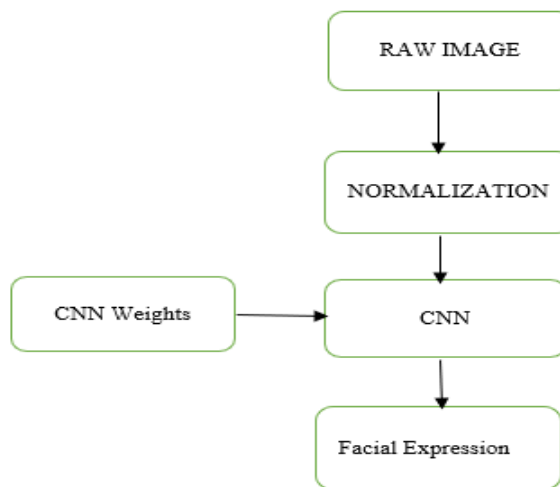 RAW IMAGE
NORMALIZATION
CNN Weights
CNN
Facial Expression